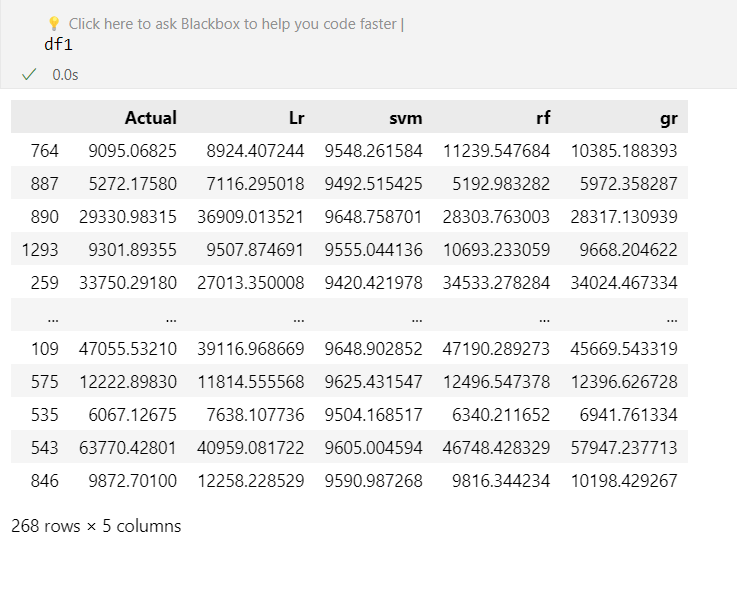 💡 Click here to ask Blackbox to help you code faster |
df1
✓ 0.0s
Actual Lr svm rf gr
764 9095.06825 8924.407244 9548.261584 11239.547684 10385.188393
887 5272.17580 7116.295018 9492.515425 5192.983282 5972.358287
890 29330.98315 36909.013521 9648.758701 28303.763003 28317.130939
1293 9301.89355 9507.874691 9555.044136 10693.233059 9668.204622
259 33750.29180 27013.350008 9420.421978 34533.278284 34024.467334
... ... ... ... ... ...
109 47055.53210 39116.968669 9648.902852 47190.289273 45669.543319
575 12222.89830 11814.555568 9625.431547 12496.547378 12396.626728
535 6067.12675 7638.107736 9504.168517 6340.211652 6941.761334
543 63770.42801 40959.081722 9605.004594 46748.428329 57947.237713
846 9872.70100 12258.228529 9590.987268 9816.344234 10198.429267
268 rows × 5 columns